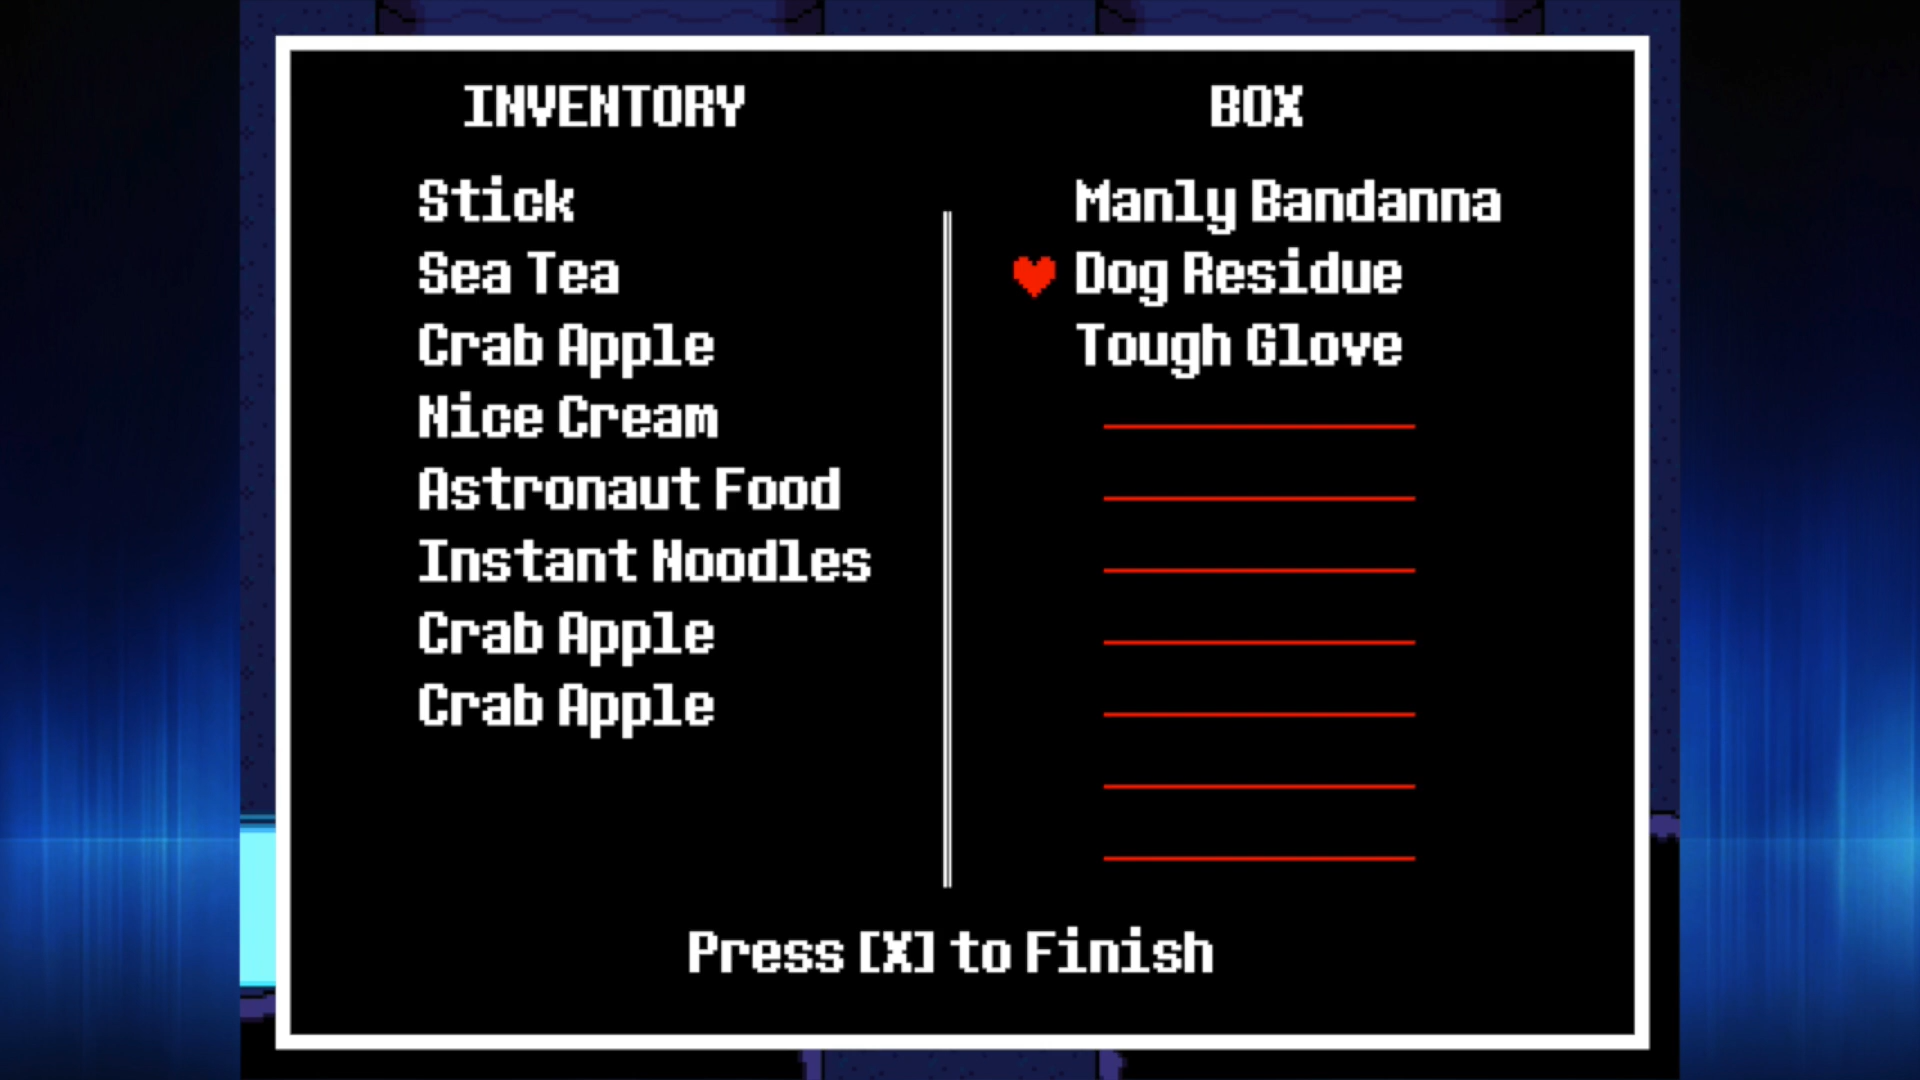 INVENTORY
Stick
Sea Tea
Crab Apple
Nice Cream
Astronaut Food
Instant Noodles
Crab Apple
Crab Apple
BOX
Manly Bandanna
Dog Residue
Tough Glove
Press [X] to Finish